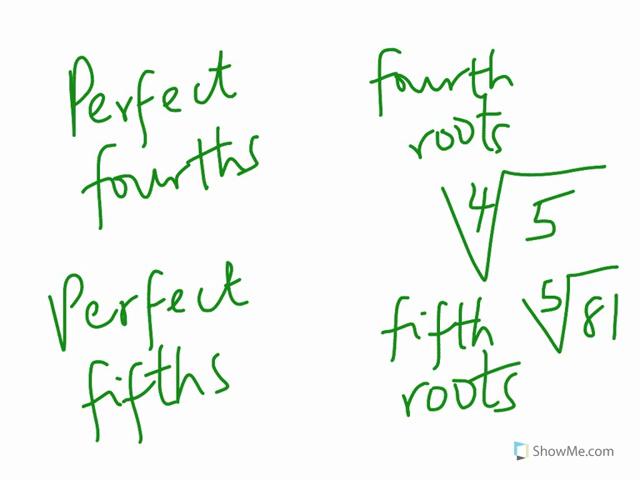 Perfect
fourths
fourth
roots
∜5
Perfect
fifths
fifth
roots
⁵√81
ShowMe.com